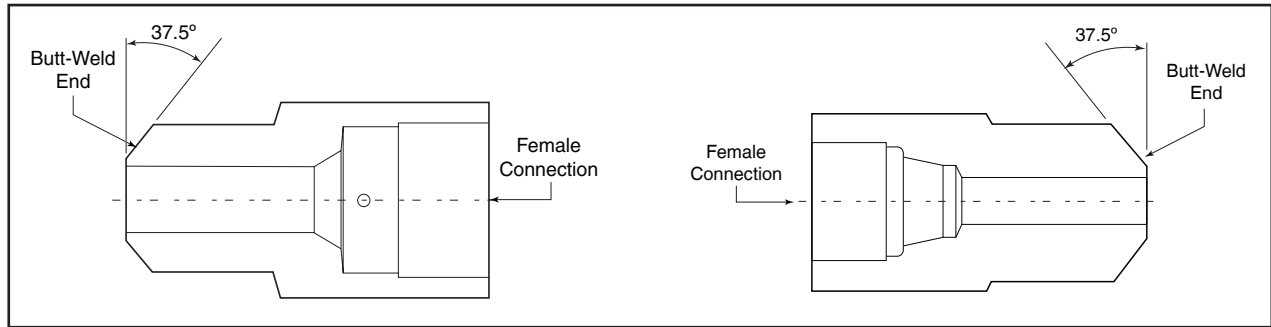 37.5º
Butt-Weld
End
Female
Connection
37.5º
Butt-Weld
End
Female
Connection